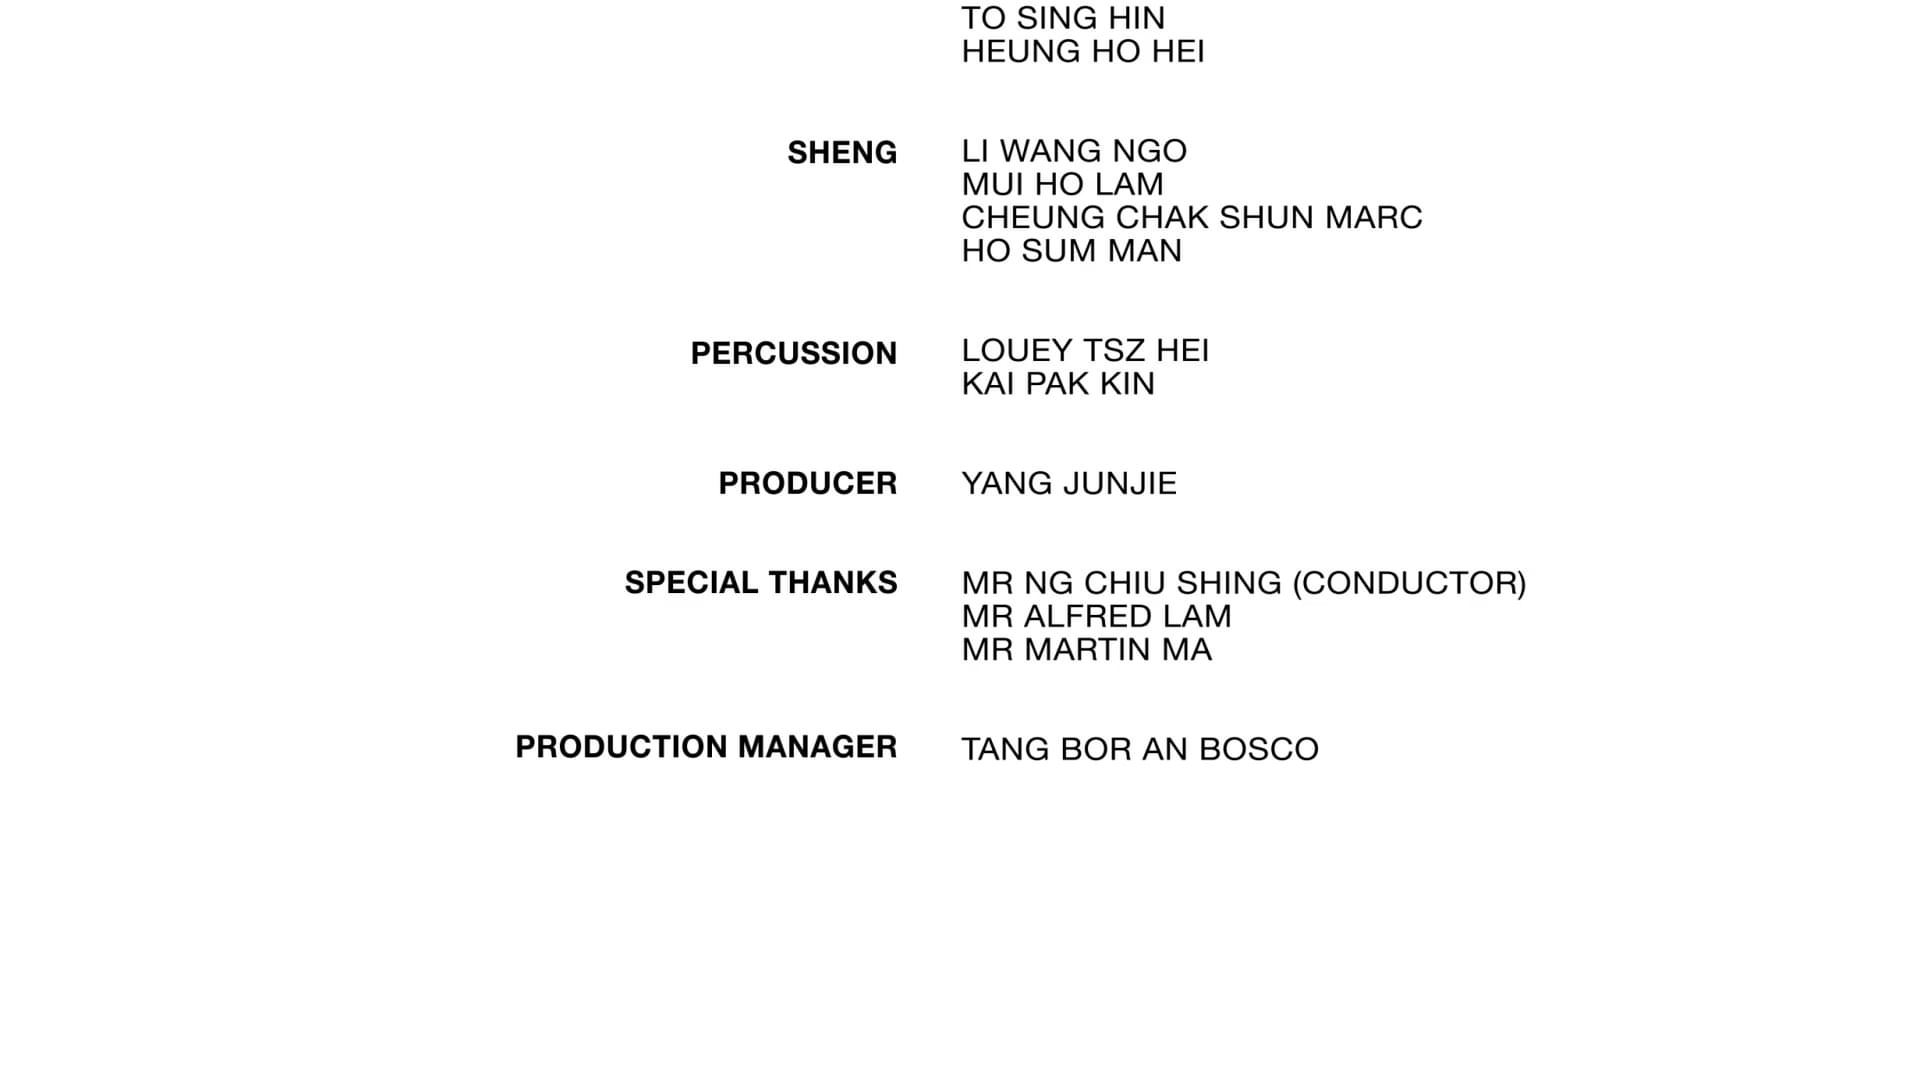 TO SING HIN
HEUNG HO HEI
SHENG LI WANG NGO
MUI HO LAM
CHEUNG CHAK SHUN MARC
HO SUM MAN
PERCUSSION LOUEY TSZ HEI
KAI PAK KIN
PRODUCER YANG JUNJIE
SPECIAL THANKS MR NG CHIU SHING (CONDUCTOR)
MR ALFRED LAM
MR MARTIN MA
PRODUCTION MANAGER TANG BOR AN BOSCO